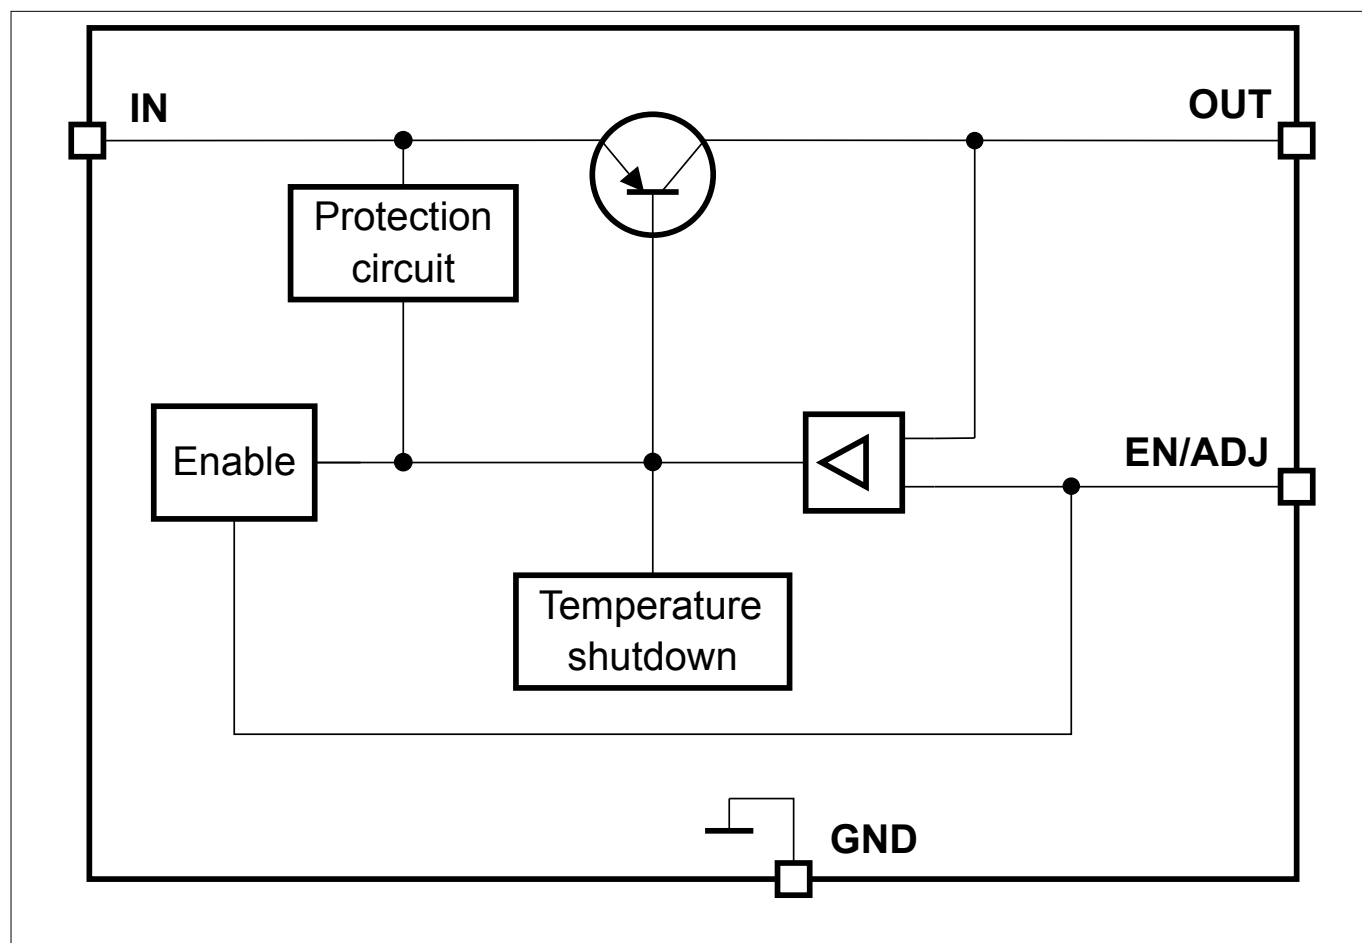 IN
OUT
Protection
circuit
Enable
EN/ADJ
Temperature
shutdown
GND